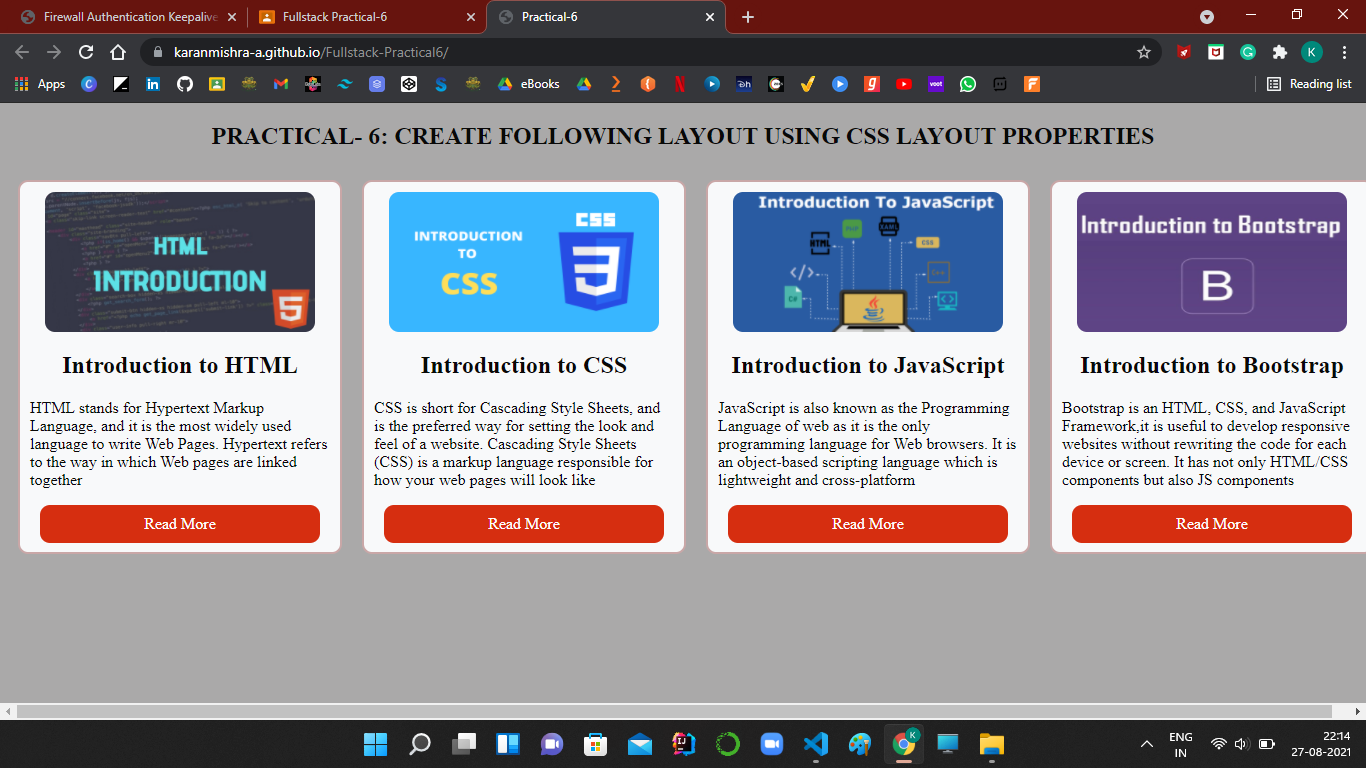 Firewall Authentication Keepalive
Fullstack Practical-6
Practical-6
karanmishra-a.github.io/Fullstack-Practical6/
K
Apps
eBooks
Reading list
PRACTICAL- 6: CREATE FOLLOWING LAYOUT USING CSS LAYOUT PROPERTIES
HTML
INTRODUCTION
5
Introduction to HTML
HTML stands for Hypertext Markup
Language, and it is the most widely used
language to write Web Pages. Hypertext refers
to the way in which Web pages are linked
together
Read More
INTRODUCTION
TO
CSS
CSS
3
Introduction to CSS
CSS is short for Cascading Style Sheets, and
is the preferred way for setting the look and
feel of a website. Cascading Style Sheets
(CSS) is a markup language responsible for
how your web pages will look like
Read More
Introduction To JavaScript
HTML
PHP
XAML
CSS
C++
C#
Introduction to JavaScript
JavaScript is also known as the Programming
Language of web as it is the only
programming language for Web browsers. It is
an object-based scripting language which is
lightweight and cross-platform
Read More
Introduction to Bootstrap
B
Introduction to Bootstrap
Bootstrap is an HTML, CSS, and JavaScript
Framework,it is useful to develop responsive
websites without rewriting the code for each
device or screen. It has not only HTML/CSS
components but also JS components
Read More
ENG
IN
22:14
27-08-2021